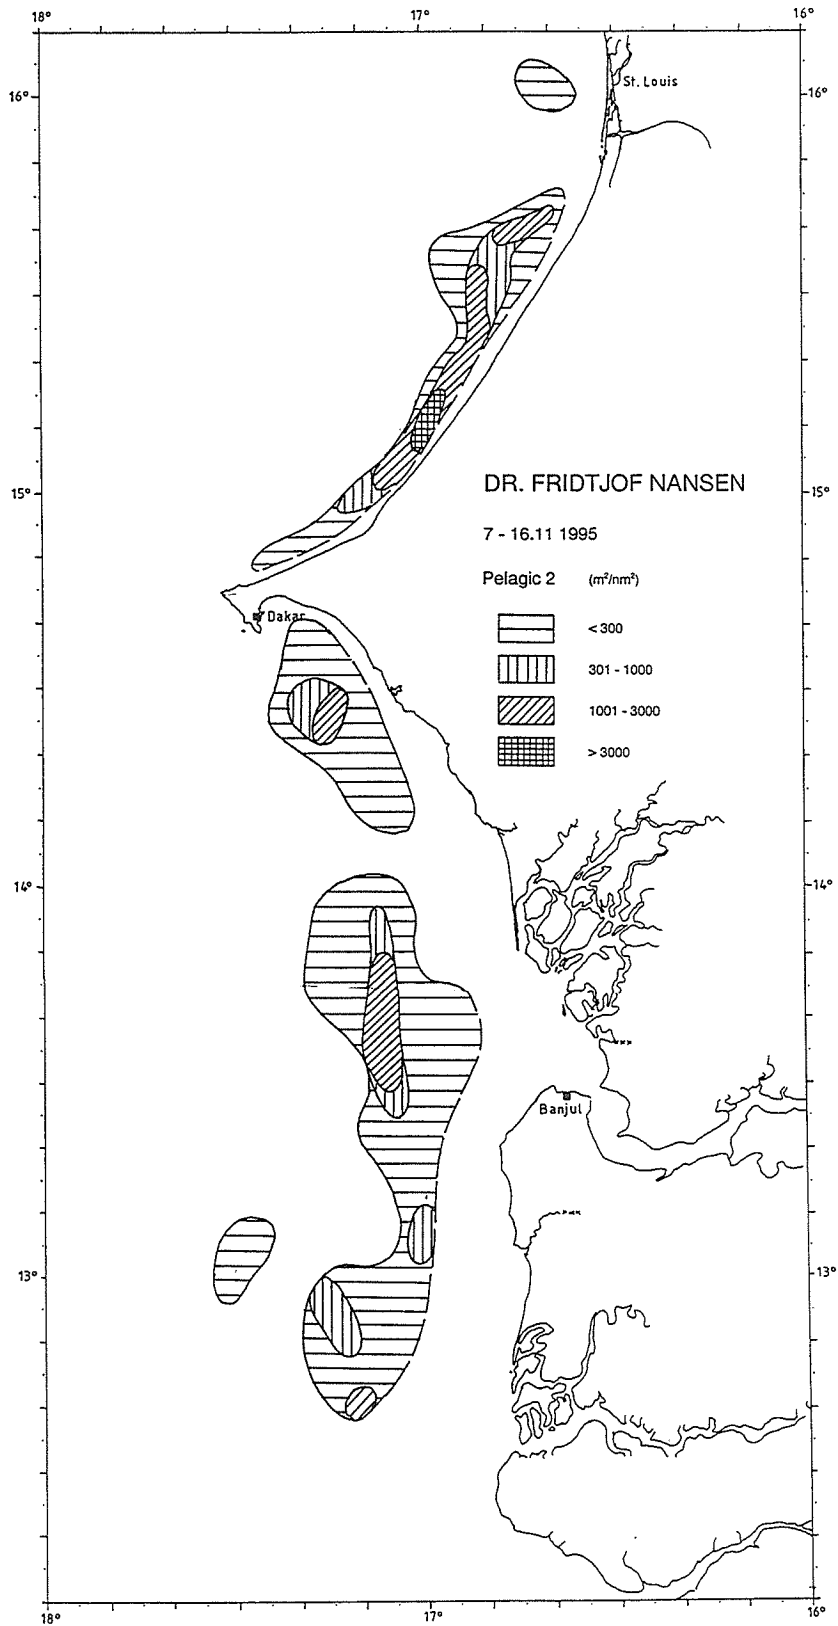 18°
17°
16°
16°
St. Louis
16°
15°
DR. FRIDTJOF NANSEN
15°
7 - 16.11 1995
Pelagic 2 (m²/nm²)
< 300
301 - 1000
1001 - 3000
> 3000
Dakar
14°
14°
Banjul
13°
13°
18°
17°
16°